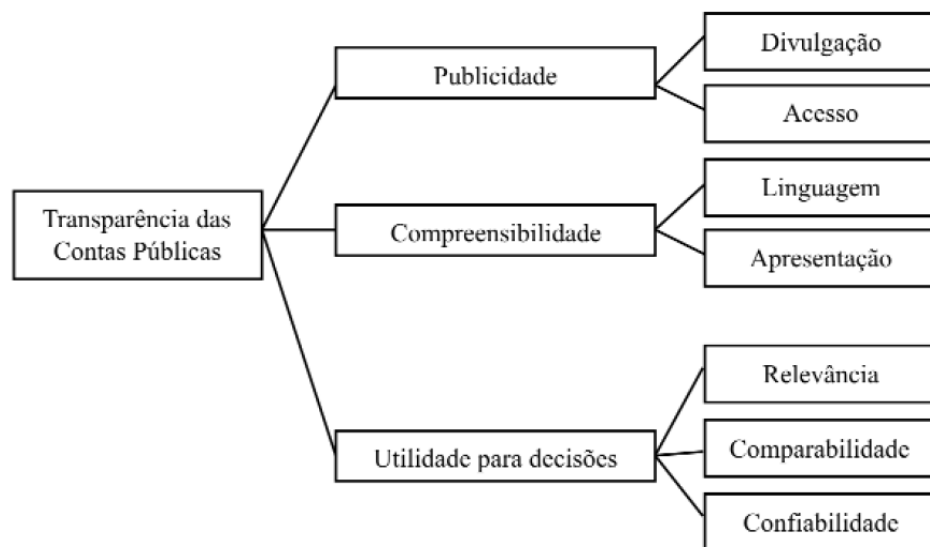 Transparência das
Contas Públicas
Publicidade
Divulgação
Acesso
Compreensibilidade
Linguagem
Apresentação
Utilidade para decisões
Relevância
Comparabilidade
Confiabilidade